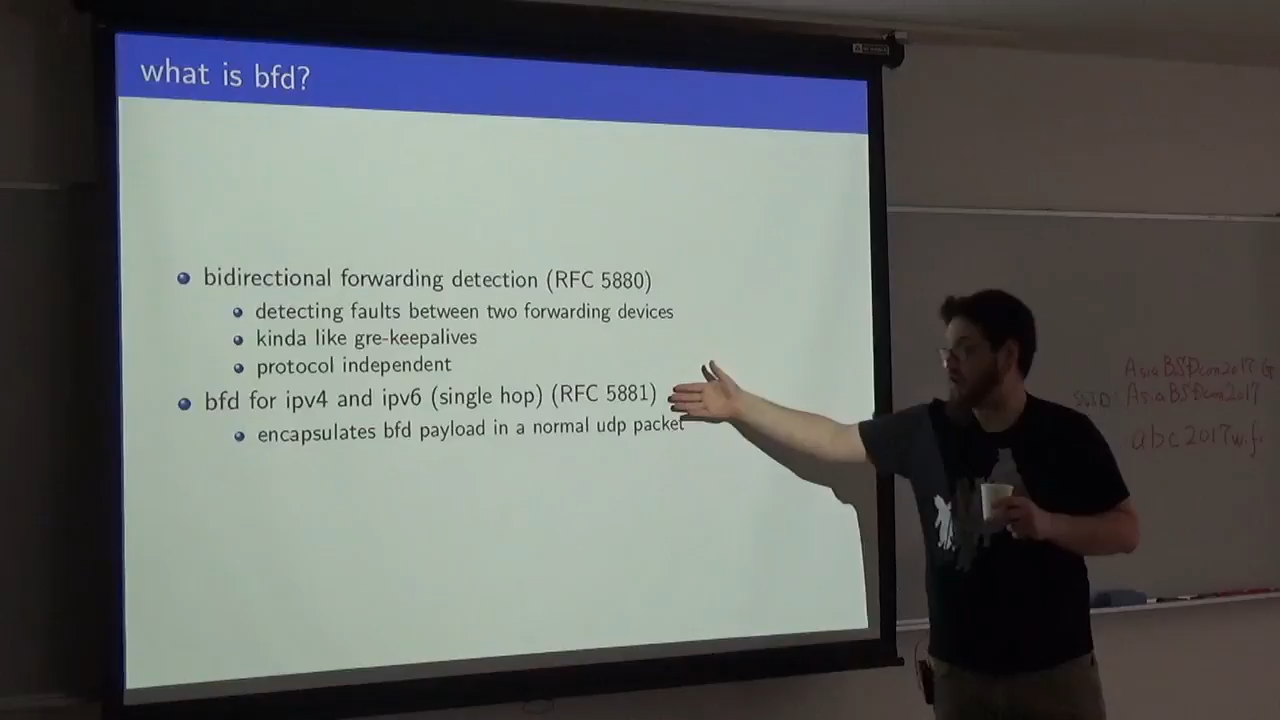 what is bfd?
bidirectional forwarding detection (RFC 5880)
detecting faults between two forwarding devices
kinda like gre-keepalives
protocol independent
bfd for ipv4 and ipv6 (single hop) (RFC 5881)
encapsulates bfd payload in a normal udp packet
AsiaBSDcon2017
SSID AsiaBSDcon2017
abc2017wifi